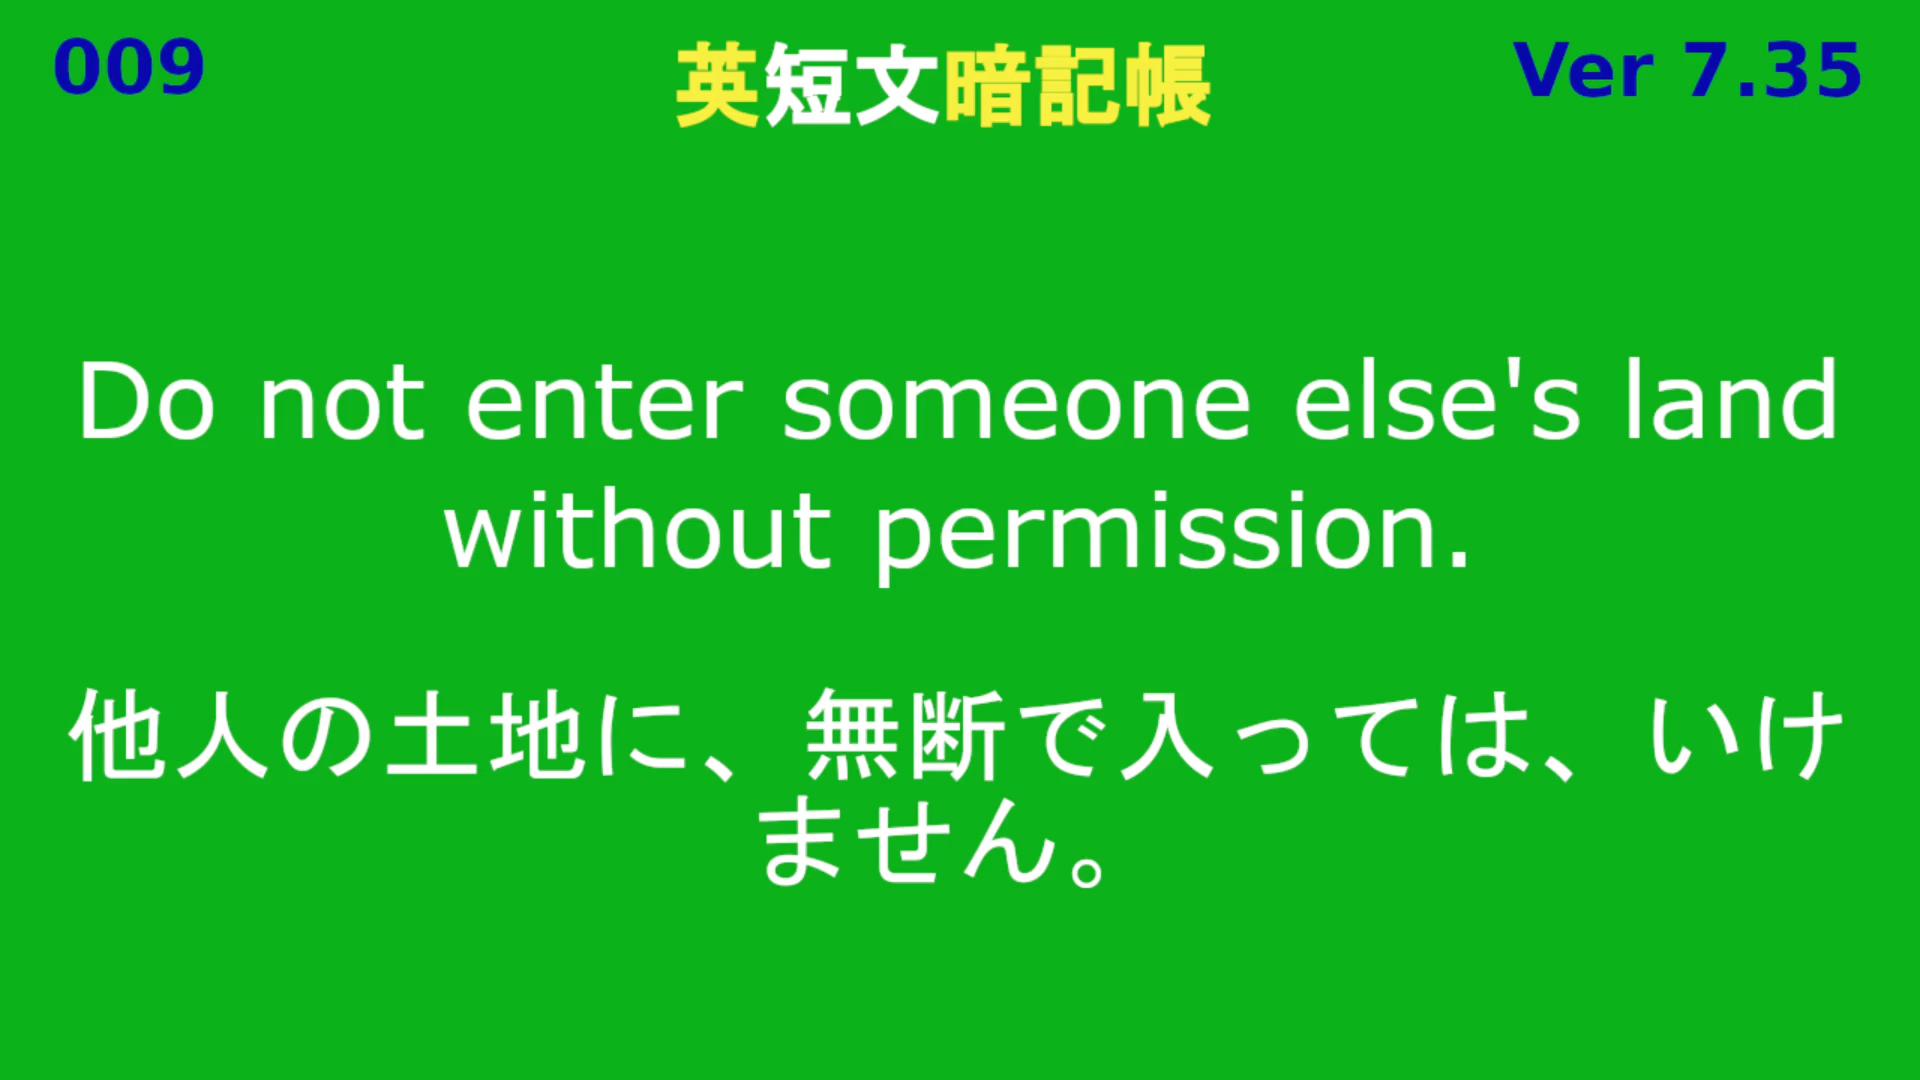 009
英短文暗記帳
Ver 7.35
Do not enter someone else's land
without permission.
他人の土地に、無断で入っては、いけ
ません。